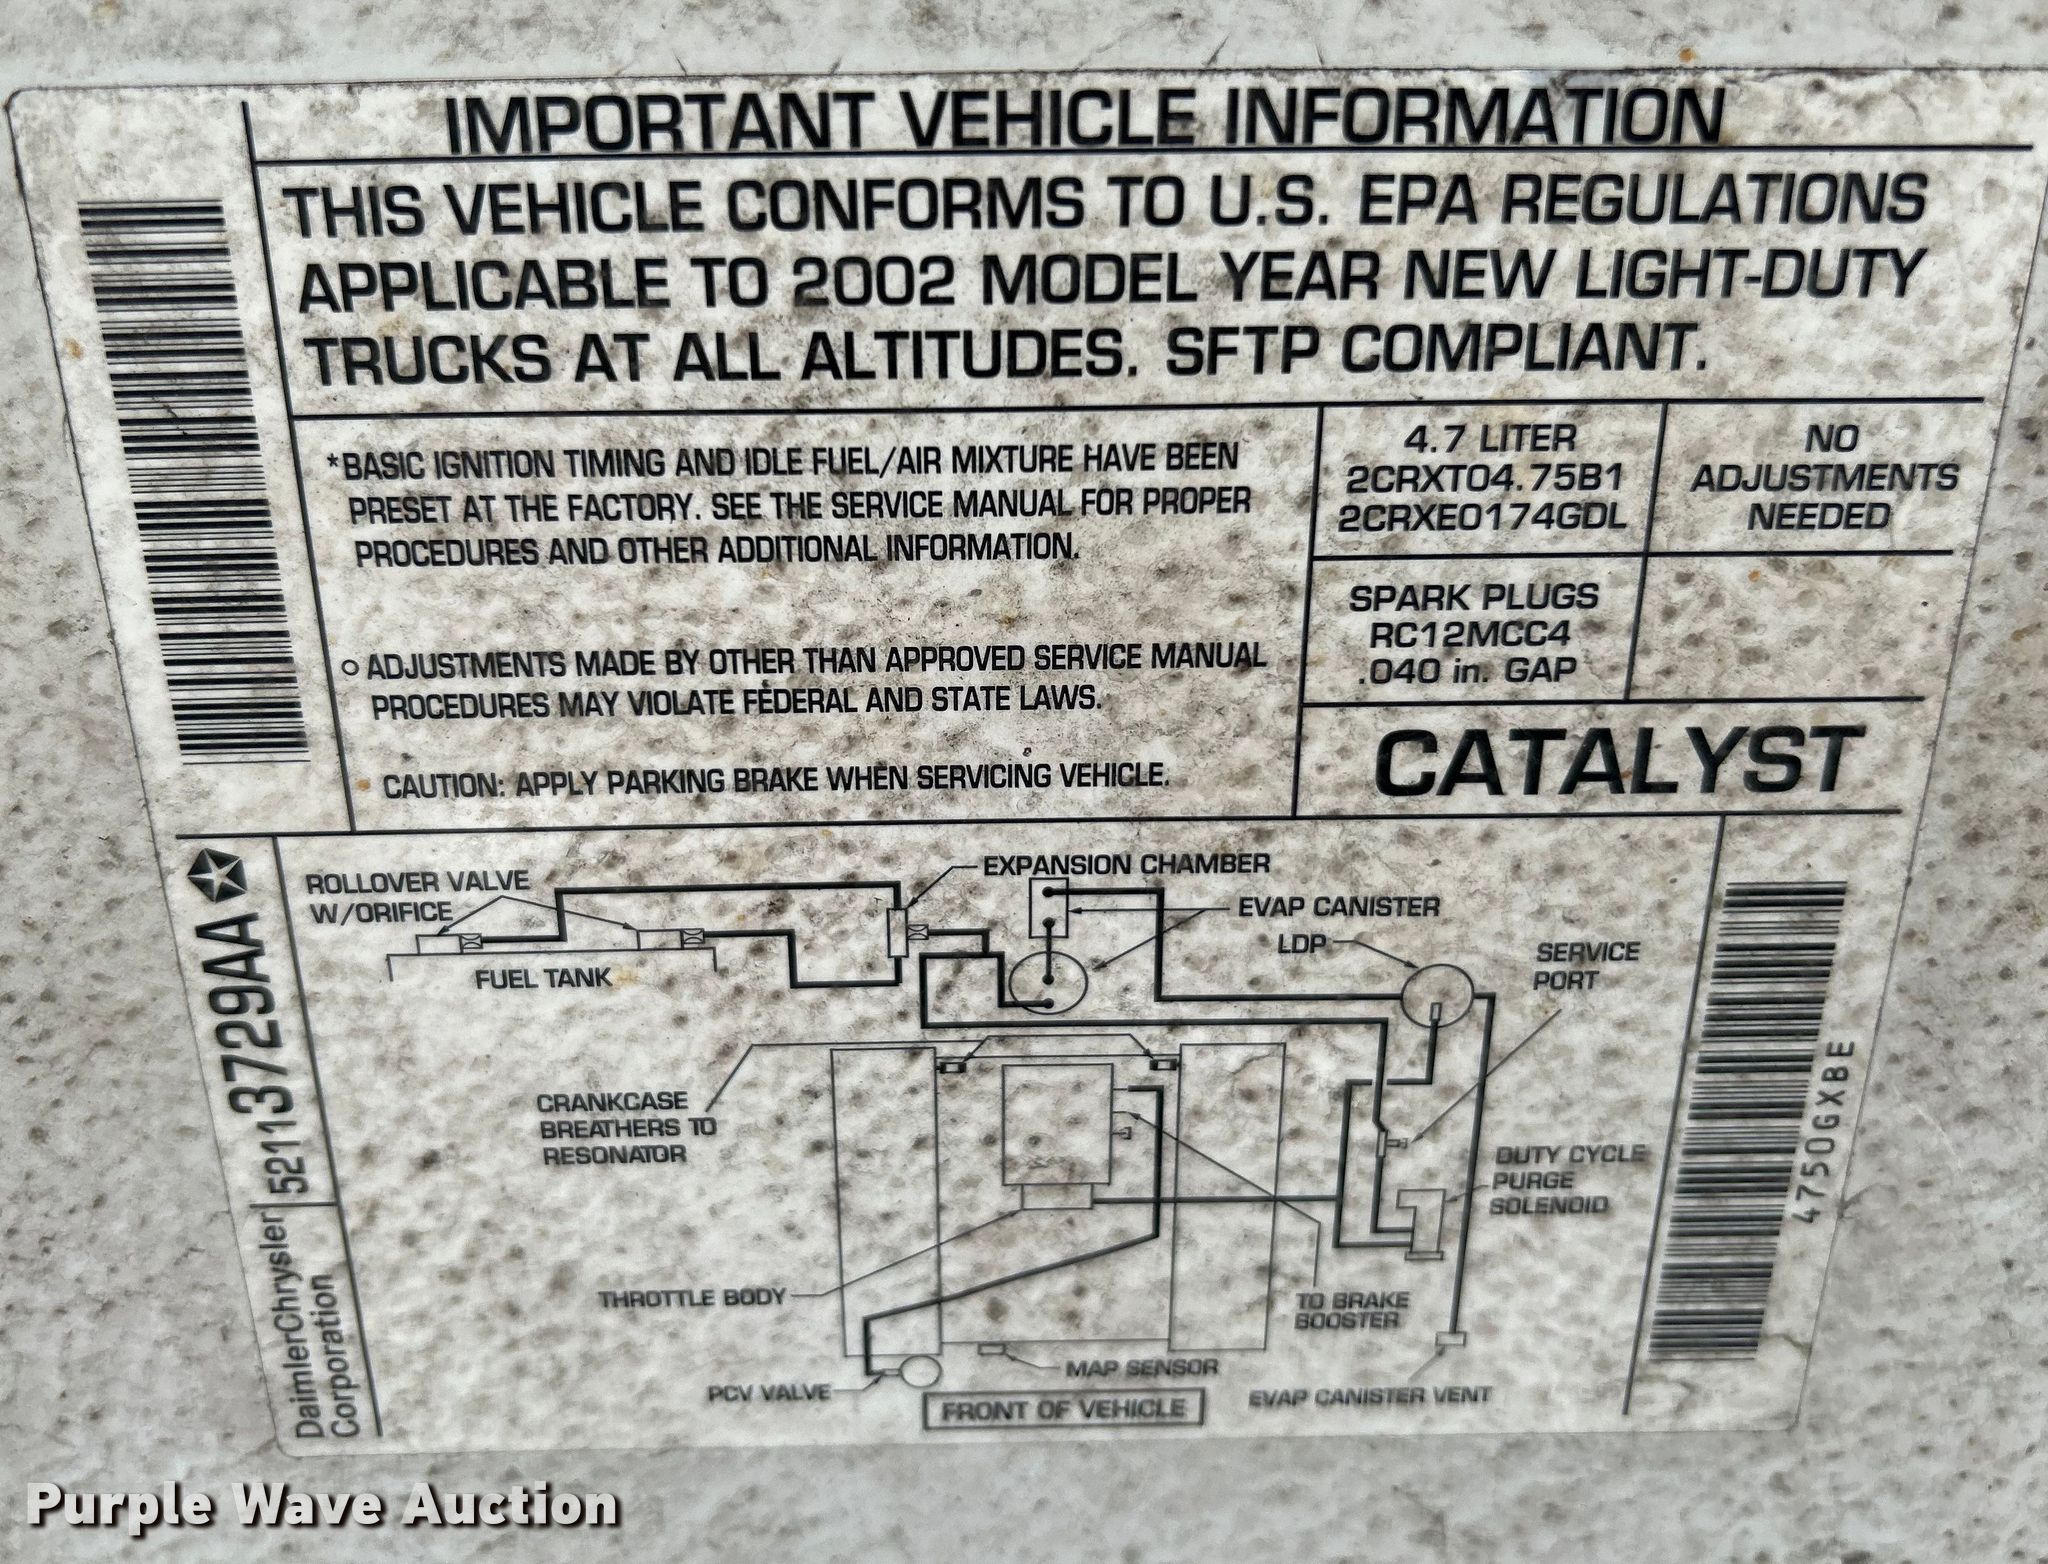 IMPORTANT VEHICLE INFORMATION
THIS VEHICLE CONFORMS TO U.S. EPA REGULATIONS
APPLICABLE TO 2002 MODEL YEAR NEW LIGHT-DUTY
TRUCKS AT ALL ALTITUDES. SFTP COMPLIANT.
*BASIC IGNITION TIMING AND IDLE FUEL/AIR MIXTURE HAVE BEEN
PRESET AT THE FACTORY. SEE THE SERVICE MANUAL FOR PROPER
PROCEDURES AND OTHER ADDITIONAL INFORMATION.
○ ADJUSTMENTS MADE BY OTHER THAN APPROVED SERVICE MANUAL
PROCEDURES MAY VIOLATE FEDERAL AND STATE LAWS.
CAUTION: APPLY PARKING BRAKE WHEN SERVICING VEHICLE.
4.7 LITER
2CRXT04.75B1
2CRXE0174GDL
NO
ADJUSTMENTS
NEEDED
SPARK PLUGS
RC12MCC4
.040 in. GAP
CATALYST
DaimlerChrysler
Corporation
52113729AA
ROLLOVER VALVE
W/ORIFICE
FUEL TANK
EXPANSION CHAMBER
EVAP CANISTER
LDP
SERVICE
PORT
CRANKCASE
BREATHERS TO
RESONATOR
DUTY CYCLE
PURGE
SOLENOID
THROTTLE BODY
TO BRAKE
BOOSTER
MAP SENSOR
PCV VALVE
EVAP CANISTER VENT
FRONT OF VEHICLE
4750GXBE
Purple Wave Auction